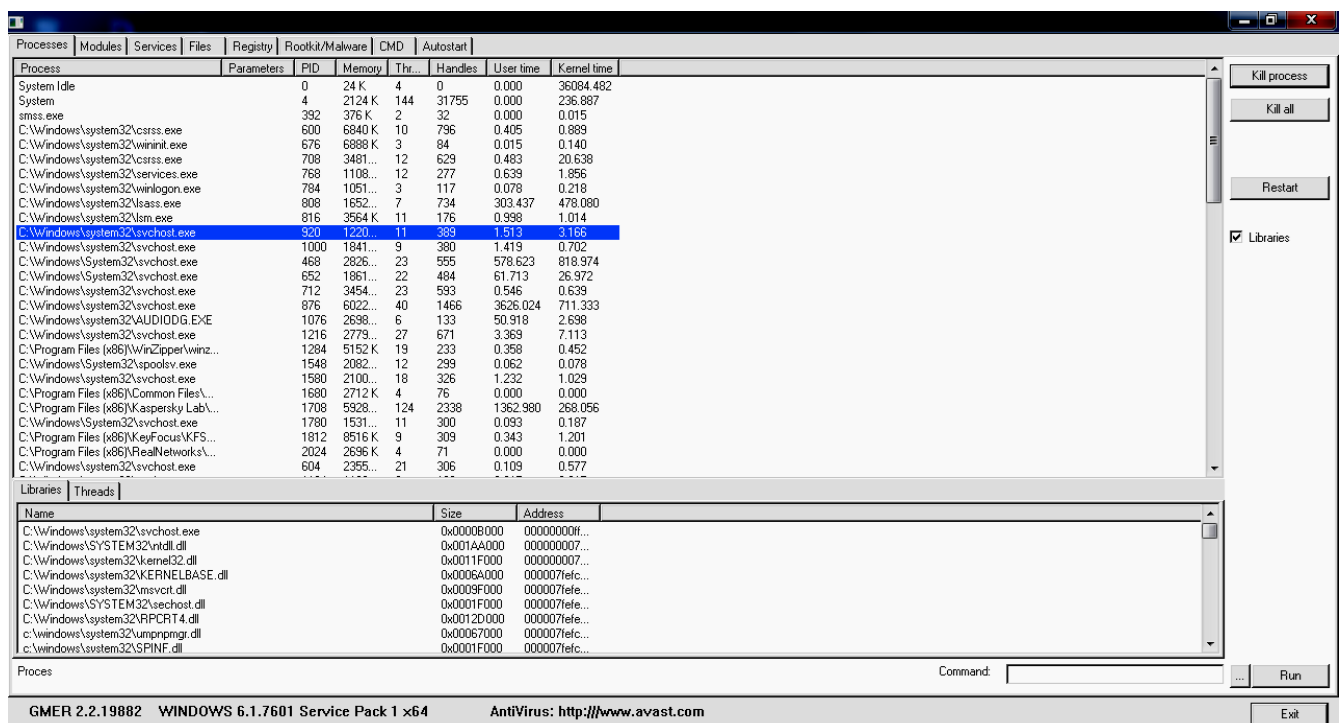 Processes Modules Services Files Registry Rootkit/Malware CMD Autostart
Process Parameters PID Memory Thr... Handles User time Kernel time
Kill process
System Idle 0 24 K 4 0 0.000 36084.482
System 4 2124 K 144 31755 0.000 236.887
Kill all
smss.exe 392 376 K 2 32 0.000 0.015
C:\Windows\system32\csrss.exe 600 6840 K 10 796 0.405 0.889
C:\Windows\system32\wininit.exe 676 6888 K 3 84 0.015 0.140
C:\Windows\system32\csrss.exe 708 3481... 12 629 0.483 20.638
C:\Windows\system32\services.exe 768 1108... 12 277 0.639 1.856
C:\Windows\system32\winlogon.exe 784 1051... 3 117 0.078 0.218
Restart
C:\Windows\system32\lsass.exe 808 1652... 7 734 303.437 478.080
C:\Windows\system32\lsm.exe 816 3564 K 11 176 0.998 1.014
C:\Windows\system32\svchost.exe 920 1220... 11 389 1.513 3.166
Libraries
C:\Windows\system32\svchost.exe 1000 1841... 9 380 1.419 0.702
C:\Windows\System32\svchost.exe 468 2826... 23 555 578.623 818.974
C:\Windows\System32\svchost.exe 652 1861... 22 484 61.713 26.972
C:\Windows\system32\svchost.exe 712 3454... 23 593 0.546 0.639
C:\Windows\system32\svchost.exe 876 6022... 40 1466 3626.024 711.333
C:\Windows\system32\AUDIODG.EXE 1076 2698... 6 133 50.918 2.698
C:\Windows\system32\svchost.exe 1216 2779... 27 671 3.369 7.113
C:\Program Files (x86)\WinZipper\winz... 1284 5152 K 19 233 0.358 0.452
C:\Windows\System32\spoolsv.exe 1548 2082... 12 299 0.062 0.078
C:\Windows\system32\svchost.exe 1580 2100... 18 326 1.232 1.029
C:\Program Files (x86)\Common Files\... 1680 2712 K 4 76 0.000 0.000
C:\Program Files (x86)\Kaspersky Lab\... 1708 5928... 124 2338 1362.980 268.056
C:\Windows\System32\svchost.exe 1780 1531... 11 300 0.093 0.187
C:\Program Files (x86)\KeyFocus\KFS... 1812 8516 K 9 309 0.343 1.201
C:\Program Files (x86)\RealNetworks\... 2024 2696 K 4 71 0.000 0.000
C:\Windows\system32\svchost.exe 604 2355... 21 306 0.109 0.577
Libraries Threads
Name Size Address
C:\Windows\system32\svchost.exe 0x0000B000 00000000ff...
C:\Windows\SYSTEM32\ntdll.dll 0x001AA000 000000007...
C:\Windows\system32\kernel32.dll 0x0011F000 000000007...
C:\Windows\system32\KERNELBASE.dll 0x0006A000 000007fefc...
C:\Windows\system32\msvcrt.dll 0x0009F000 000007fefe...
C:\Windows\SYSTEM32\sechost.dll 0x0001F000 000007fefe...
C:\Windows\system32\RPCRT4.dll 0x0012D000 000007fefe...
c:\windows\system32\umpnpmgr.dll 0x00067000 000007fefc...
c:\windows\system32\SPINF.dll 0x0001F000 000007fefc...
Proces Command: ... Run
GMER 2.2.19882 WINDOWS 6.1.7601 Service Pack 1 x64 AntiVirus: http:///www.avast.com Exit